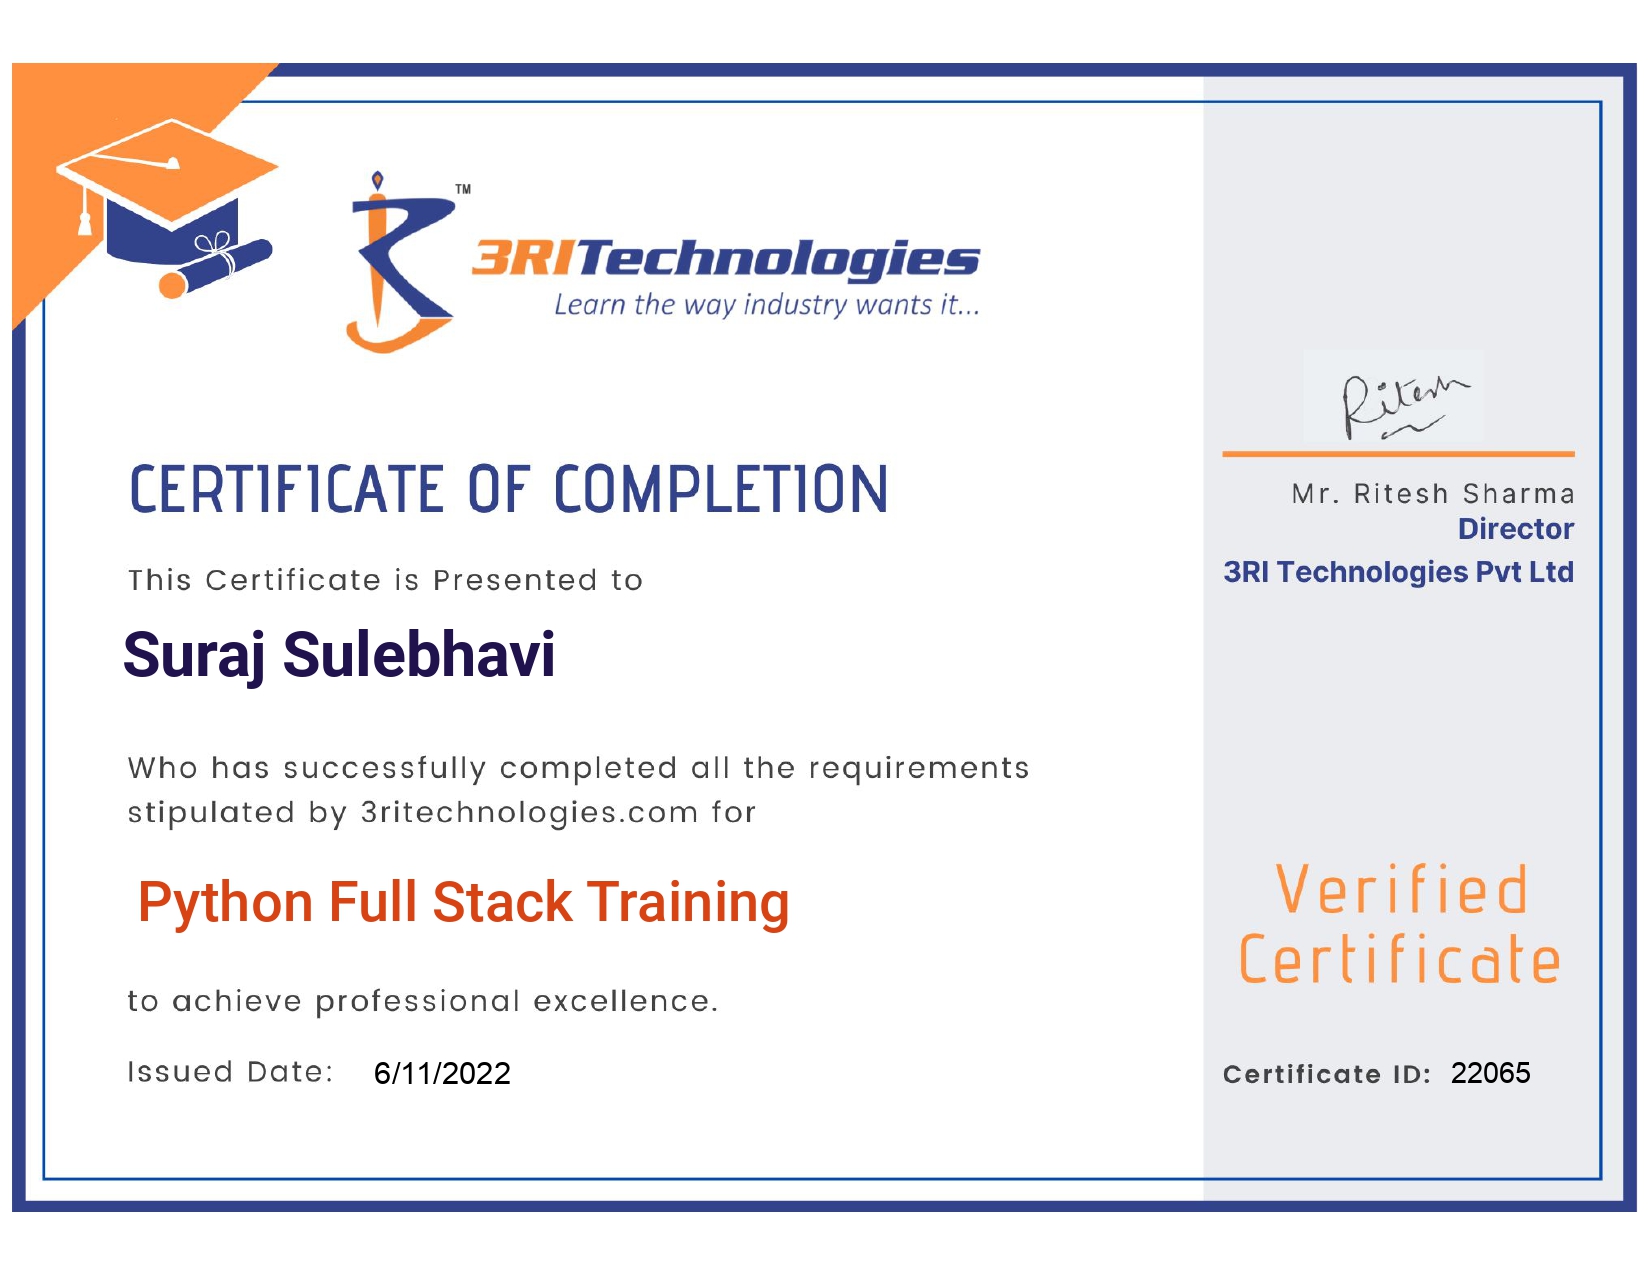 TM
3RITechnologies
Learn the way industry wants it...
CERTIFICATE OF COMPLETION
This Certificate is Presented to
Suraj Sulebhavi
Who has successfully completed all the requirements
stipulated by 3ritechnologies.com for
Python Full Stack Training
to achieve professional excellence.
Issued Date: 6/11/2022
Ritesh
Mr. Ritesh Sharma
Director
3RI Technologies Pvt Ltd
Verified
Certificate
Certificate ID: 22065